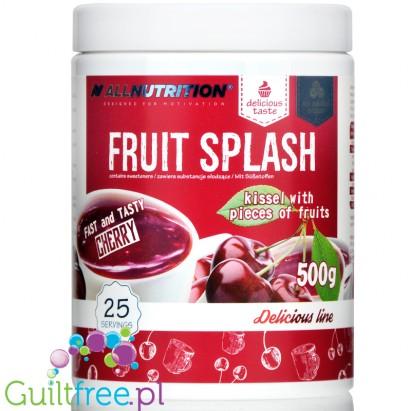 ALLNUTRITION®
DESIGNED FOR MOTIVATION
delicious
taste
FRUIT SPLASH
contains sweeteners / zawiera substancje słodzące / Mit Süßstoffen
kissel with
pieces of fruits
FAST and TASTY
CHERRY
500g
25
SERVINGS
Delicious line
Guiltfree.pl